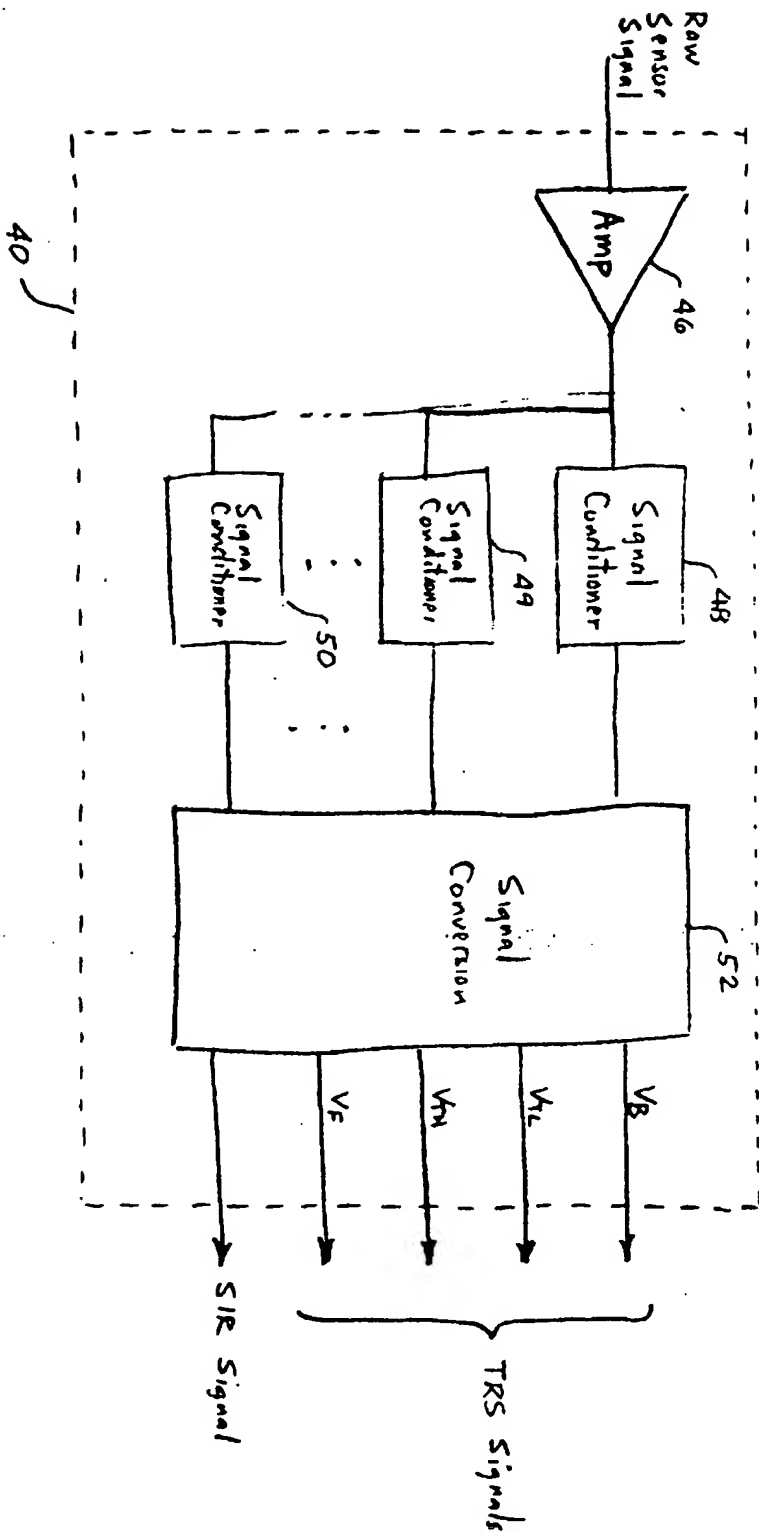 Raw
Sensor
Signal
Amp
46
Signal
Conditioner
48
Signal
Conditioner
49
Signal
Conditioner
50
Signal
Conversion
52
VB
VTL
VTH
VF
TRS Signals
SIR Signal
40